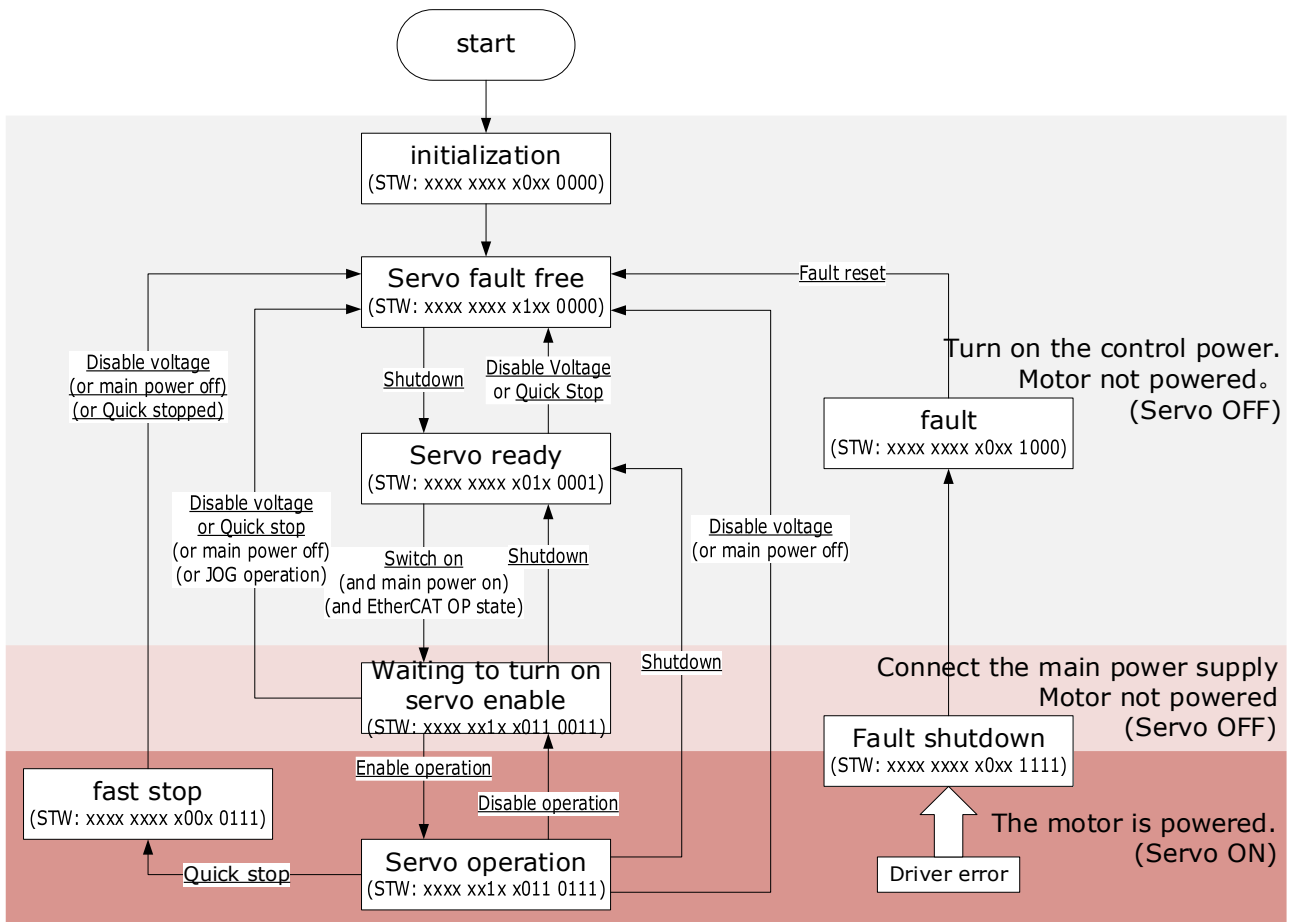 start
initialization
(STW: xxxx xxxx x0xx 0000)
Servo fault free
(STW: xxxx xxxx x1xx 0000)
Fault reset
Disable voltage
(or main power off)
(or Quick stopped)
Shutdown
Disable Voltage
or Quick Stop
Turn on the control power.
Motor not powered。
(Servo OFF)
fault
(STW: xxxx xxxx x0xx 1000)
Servo ready
(STW: xxxx xxxx x01x 0001)
Disable voltage
or Quick stop
(or main power off)
(or JOG operation)
Switch on
(and main power on)
(and EtherCAT OP state)
Shutdown
Disable voltage
(or main power off)
Shutdown
Waiting to turn on
servo enable
(STW: xxxx xx1x x011 0011)
Connect the main power supply
Motor not powered
(Servo OFF)
Fault shutdown
(STW: xxxx xxxx x0xx 1111)
Enable operation
Disable operation
fast stop
(STW: xxxx xxxx x00x 0111)
The motor is powered.
(Servo ON)
Quick stop
Servo operation
(STW: xxxx xx1x x011 0111)
Driver error